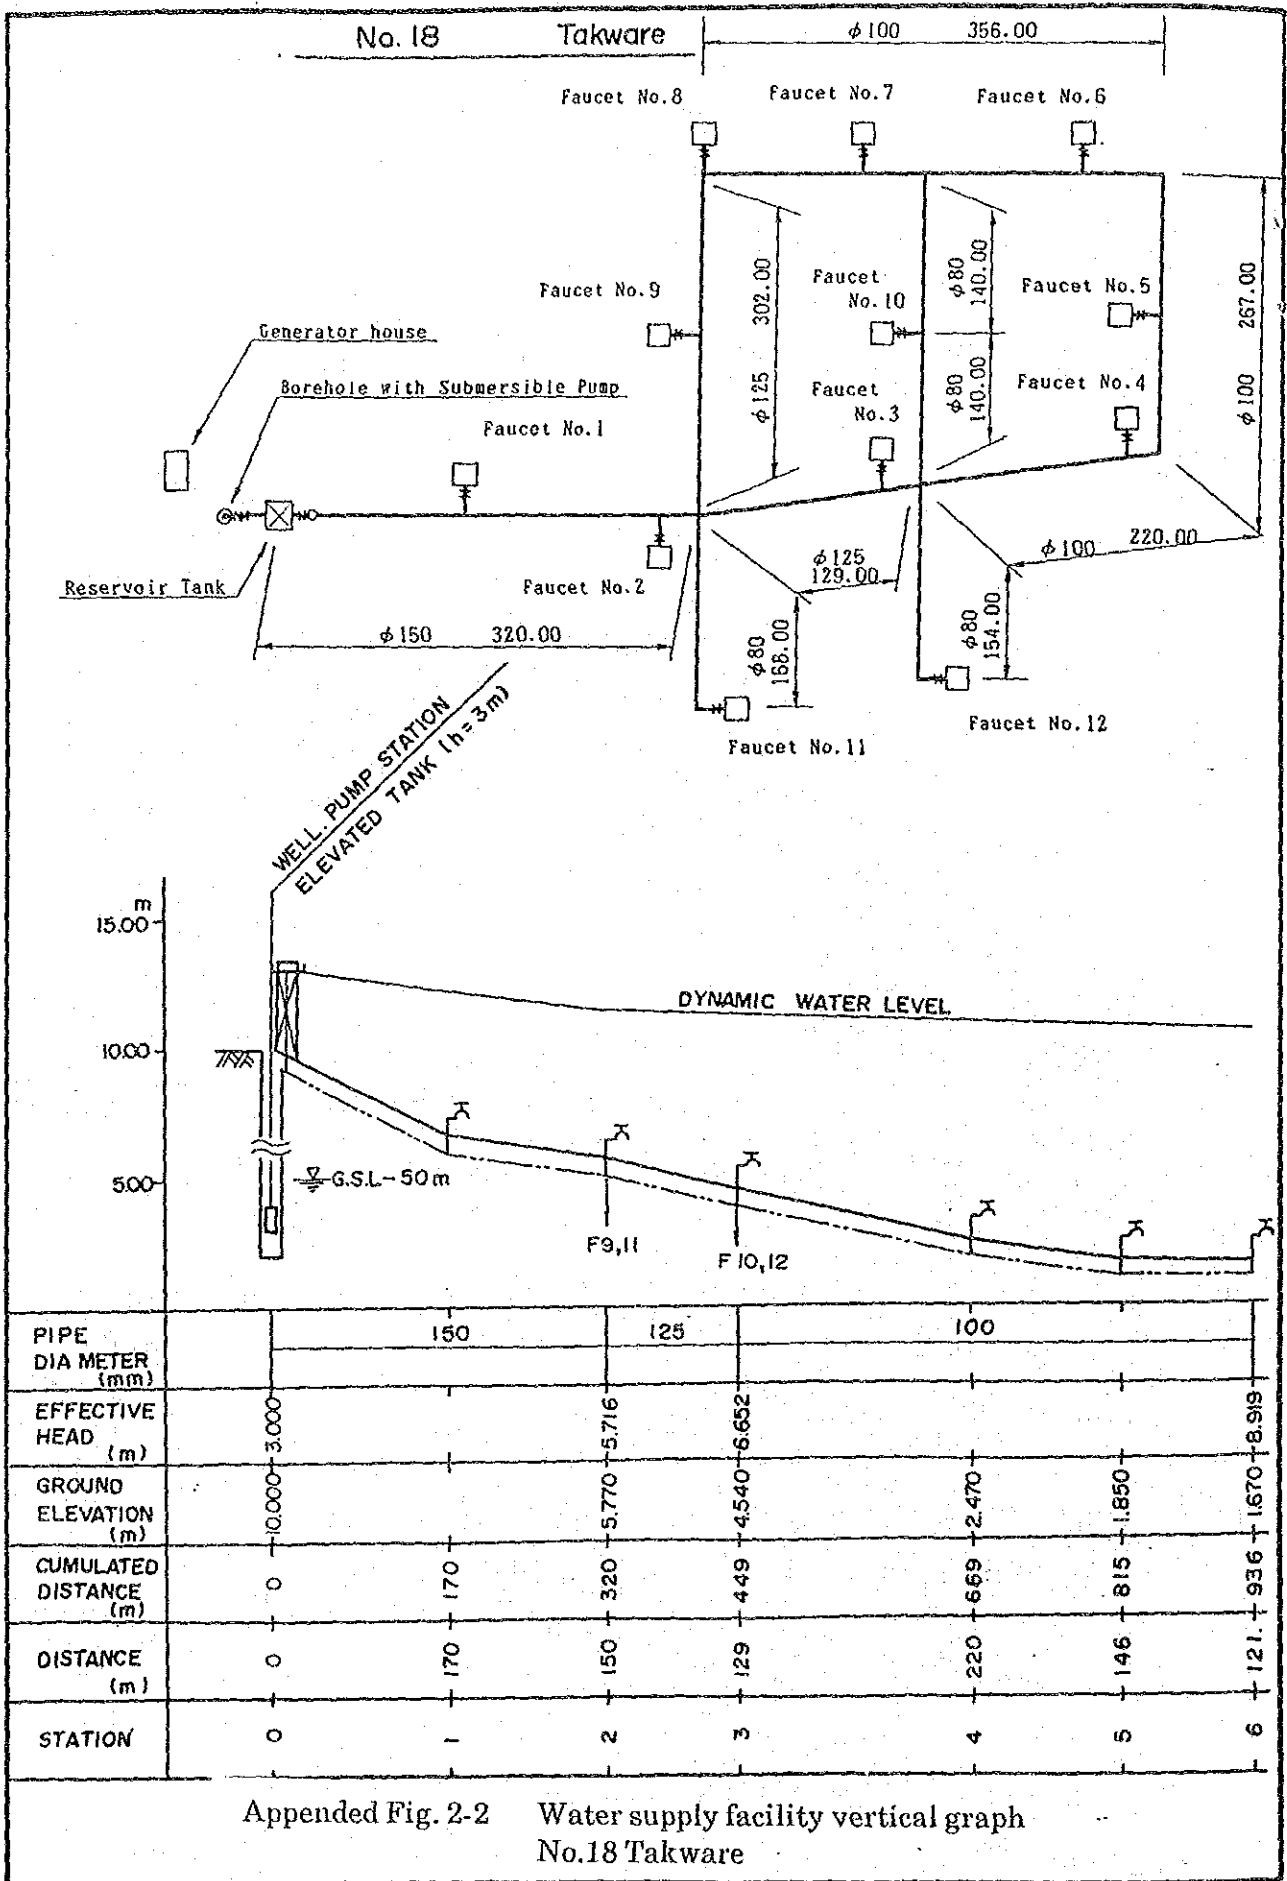 No. 18 Takware
φ100 356.00
Faucet No.8
Faucet No.7
Faucet No.6
Faucet No.9
φ125 302.00
Faucet
No.10
φ80
140.00
Faucet No.5
φ100 267.00
Generator house
Borehole with Submersible Pump
Faucet No.1
Faucet
No.3
φ80
140.00
Faucet No.4
Reservoir Tank
Faucet No.2
φ125
129.00
φ100 220.00
φ150 320.00
φ80
168.00
φ80
154.00
Faucet No.11
Faucet No.12
WELL. PUMP STATION
ELEVATED TANK (h=3m)
m
15.00
DYNAMIC WATER LEVEL
10.00
5.00
G.S.L-50m
F9,11
F10,12
PIPE
DIA METER
(mm)
150 125 100
EFFECTIVE
HEAD
(m)
3.000 5.716 6.652 8.919
GROUND
ELEVATION
(m)
10.000 5.770 4.540 2.470 1.850 1.670
CUMULATED
DISTANCE
(m)
0 170 320 449 669 815 936
DISTANCE
(m)
0 170 150 129 220 146 121.
STATION
0 1 2 3 4 5 6
Appended Fig. 2-2 Water supply facility vertical graph
No.18 Takware